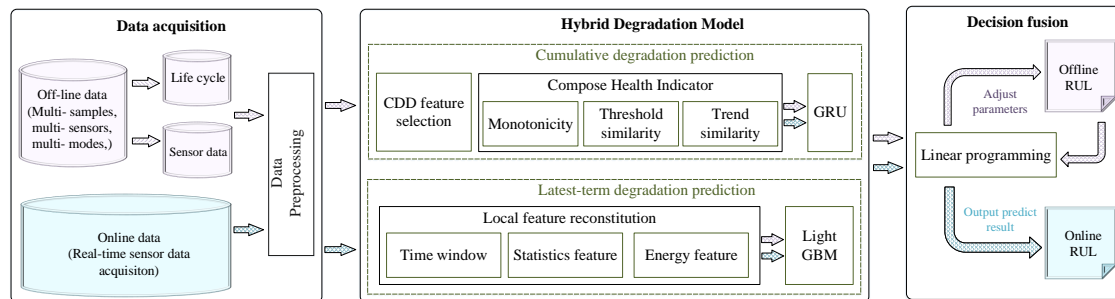 Data acquisition
Off-line data
(Multi- samples,
multi- sensors,
multi- modes,)
Life cycle
Sensor data
Online data
(Real-time sensor data
acquisiton)
Data
Preprocessing
Hybrid Degradation Model
Cumulative degradation prediction
CDD feature
selection
Compose Health Indicator
Monotonicity
Threshold
similarity
Trend
similarity
GRU
Latest-term degradation prediction
Local feature reconstitution
Time window
Statistics feature
Energy feature
Light
GBM
Decision fusion
Adjust
parameters
Offline
RUL
Linear programming
Output predict
result
Online
RUL